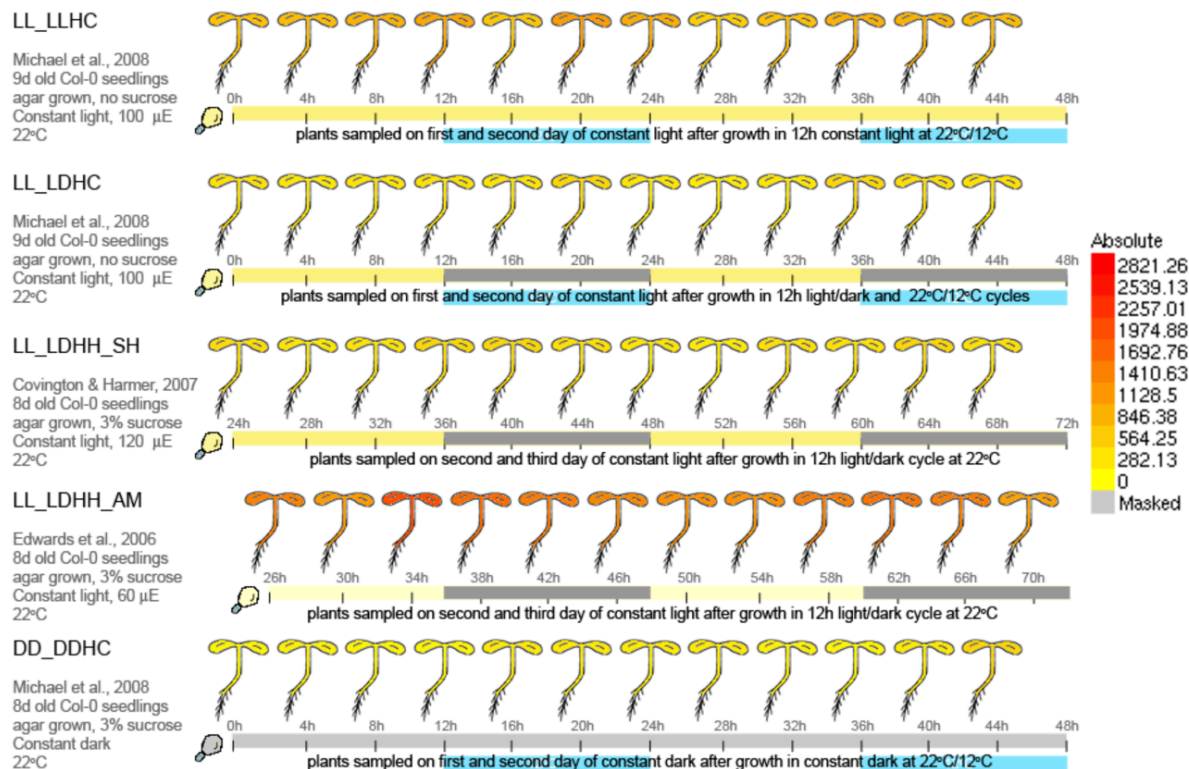 LL_LLHC
Michael et al., 2008
9d old Col-0 seedlings
agar grown, no sucrose
Constant light, 100 µE
22ºC
0h 4h 8h 12h 16h 20h 24h 28h 32h 36h 40h 44h 48h
plants sampled on first and second day of constant light after growth in 12h constant light at 22ºC/12ºC
LL_LDHC
Michael et al., 2008
9d old Col-0 seedlings
agar grown, no sucrose
Constant light, 100 µE
22ºC
0h 4h 8h 12h 16h 20h 24h 28h 32h 36h 40h 44h 48h
plants sampled on first and second day of constant light after growth in 12h light/dark and 22ºC/12ºC cycles
LL_LDHH_SH
Covington & Harmer, 2007
8d old Col-0 seedlings
agar grown, 3% sucrose
Constant light, 120 µE
22ºC
24h 28h 32h 36h 40h 44h 48h 52h 56h 60h 64h 68h 72h
plants sampled on second and third day of constant light after growth in 12h light/dark cycle at 22ºC
LL_LDHH_AM
Edwards et al., 2006
8d old Col-0 seedlings
agar grown, 3% sucrose
Constant light, 60 µE
22ºC
26h 30h 34h 38h 42h 46h 50h 54h 58h 62h 66h 70h
plants sampled on second and third day of constant light after growth in 12h light/dark cycle at 22ºC
DD_DDHC
Michael et al., 2008
8d old Col-0 seedlings
agar grown, 3% sucrose
Constant dark
22ºC
0h 4h 8h 12h 16h 20h 24h 28h 32h 36h 40h 44h 48h
plants sampled on first and second day of constant dark after growth in constant dark at 22ºC/12ºC
Absolute
2821.26
2539.13
2257.01
1974.88
1692.76
1410.63
1128.5
846.38
564.25
282.13
0
Masked